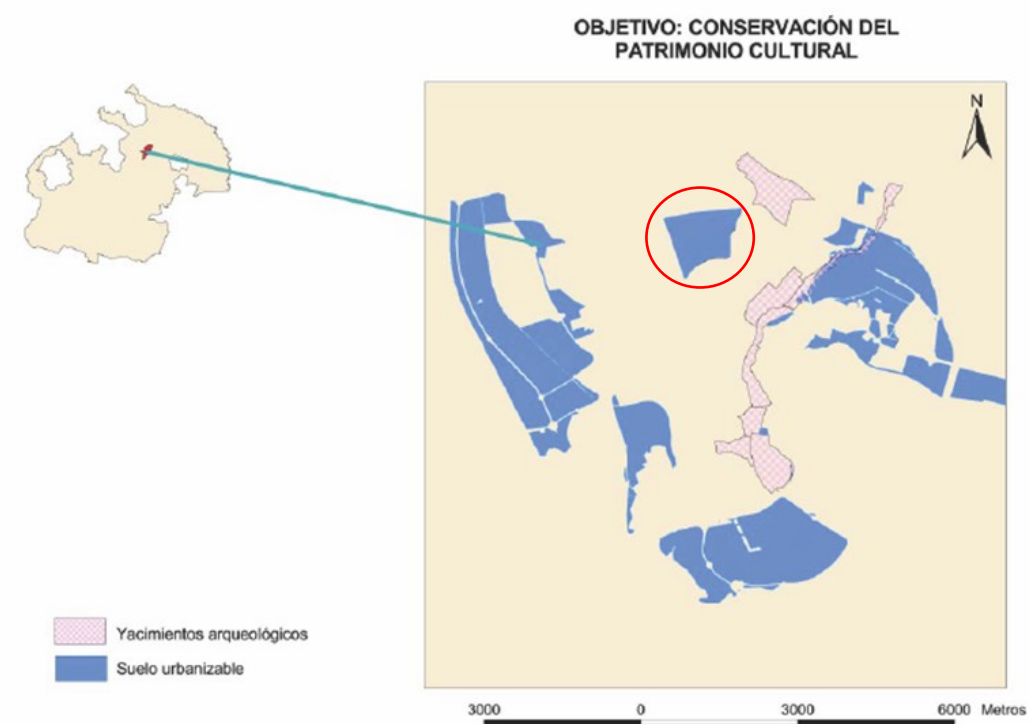 OBJETIVO: CONSERVACIÓN DEL
PATRIMONIO CULTURAL
N
Yacimientos arqueológicos
Suelo urbanizable
3000 0 3000 6000 Metros